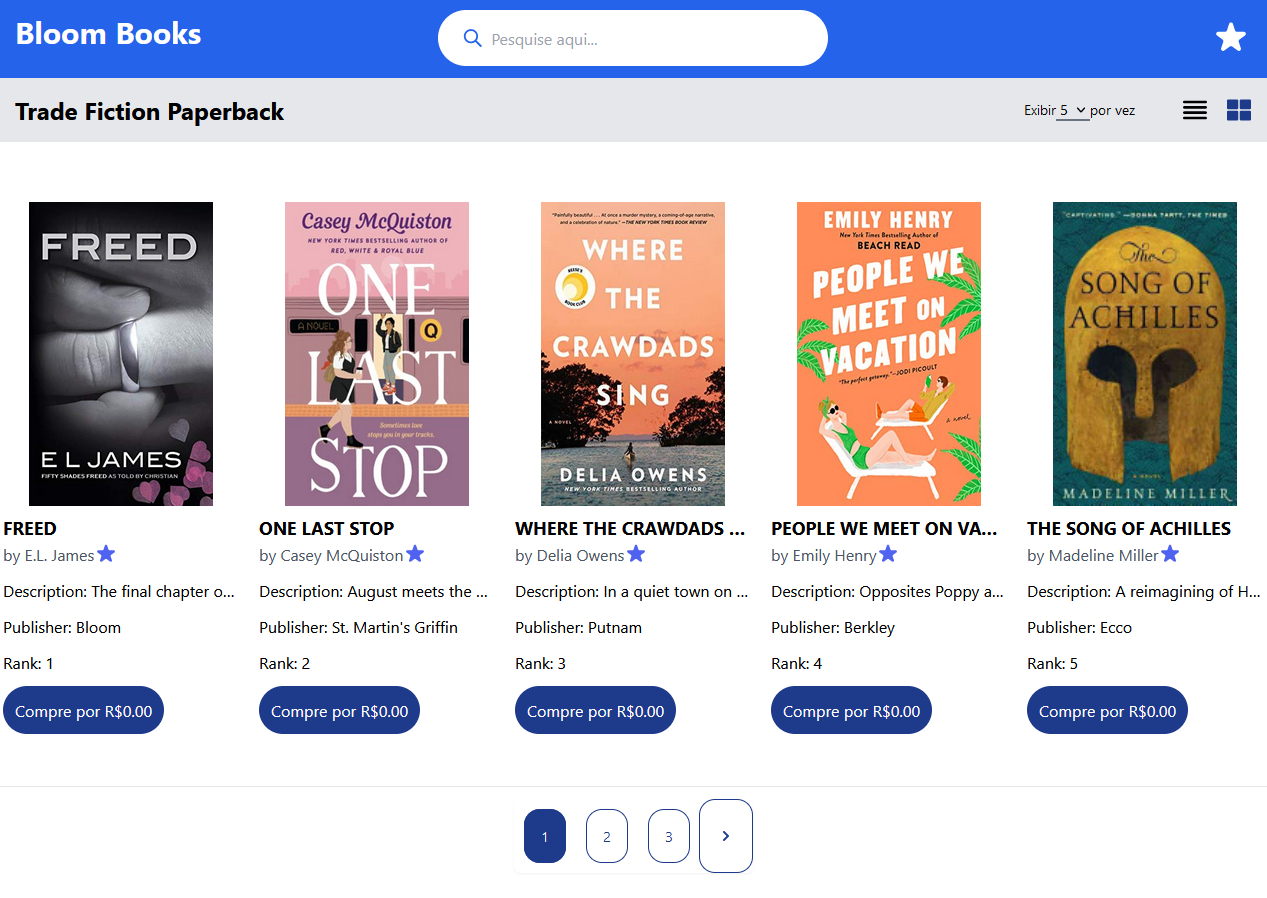 Bloom Books
Pesquise aqui...
Trade Fiction Paperback
Exibir 5 por vez
FREED
E L JAMES
FIFTY SHADES FREED AS TOLD BY CHRISTIAN
Casey McQuiston
NEW YORK TIMES BESTSELLING AUTHOR OF
RED, WHITE & ROYAL BLUE
ONE
A NOVEL
Q
LAST
Sometimes love
stops you in your tracks.
STOP
"Painfully beautiful . . . At once a murder mystery, a coming-of-age narrative,
and a celebration of nature." —THE NEW YORK TIMES BOOK REVIEW
WHERE
REESE'S
BOOK CLUB
THE
CRAWDADS
SING
A NOVEL
DELIA OWENS
NEW YORK TIMES BESTSELLING AUTHOR
EMILY HENRY
New York Times Bestselling Author of
BEACH READ
PEOPLE WE
MEET ON
VACATION
"The perfect getaway."—JODI PICOULT
a novel
"CAPTIVATING." —DONNA TARTT, THE TIMES
The
SONG OF
ACHILLES
A NOVEL
MADELINE MILLER
FREED
by E.L. James
Description: The final chapter o...
Publisher: Bloom
Rank: 1
Compre por R$0.00
ONE LAST STOP
by Casey McQuiston
Description: August meets the ...
Publisher: St. Martin's Griffin
Rank: 2
Compre por R$0.00
WHERE THE CRAWDADS ...
by Delia Owens
Description: In a quiet town on ...
Publisher: Putnam
Rank: 3
Compre por R$0.00
PEOPLE WE MEET ON VA...
by Emily Henry
Description: Opposites Poppy a...
Publisher: Berkley
Rank: 4
Compre por R$0.00
THE SONG OF ACHILLES
by Madeline Miller
Description: A reimagining of H...
Publisher: Ecco
Rank: 5
Compre por R$0.00
1
2
3